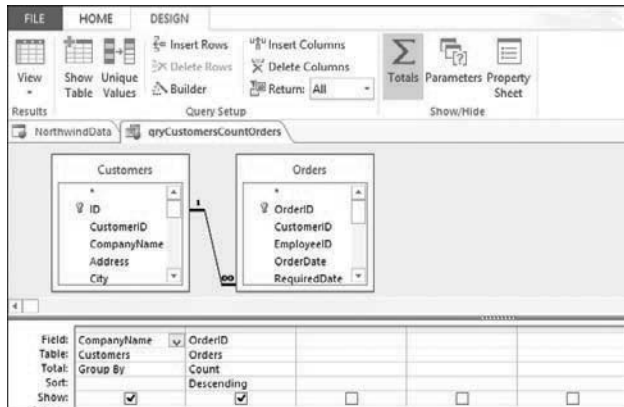 FILE HOME DESIGN
View
Results
Show Table
Unique Values
Insert Rows
Delete Rows
Builder
Insert Columns
Delete Columns
Return: All
Query Setup
Totals
Parameters
Property Sheet
Show/Hide
NorthwindData qryCustomersCountOrders
Customers
*
ID
CustomerID
CompanyName
Address
City
1
∞
Orders
*
OrderID
CustomerID
EmployeeID
OrderDate
RequiredDate
Field: CompanyName OrderID
Table: Customers Orders
Total: Group By Count
Sort: Descending
Show: